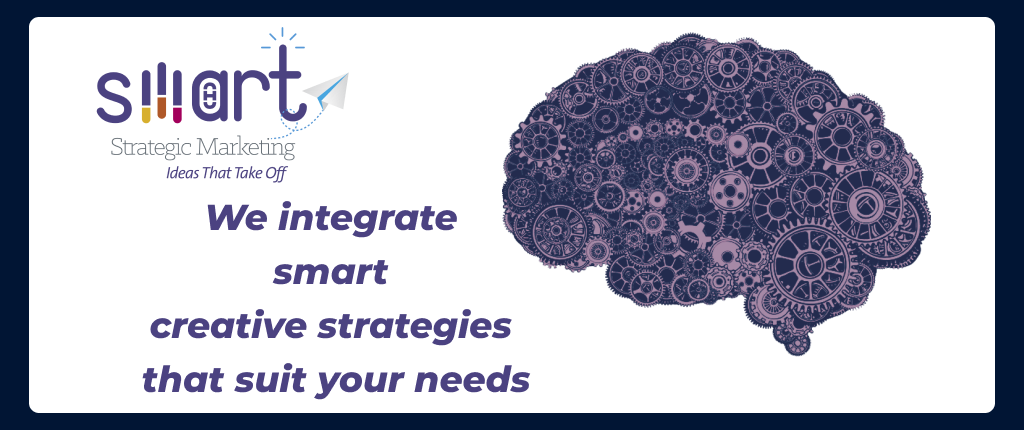 smart
Strategic Marketing
Ideas That Take Off
We integrate
smart
creative strategies
that suit your needs